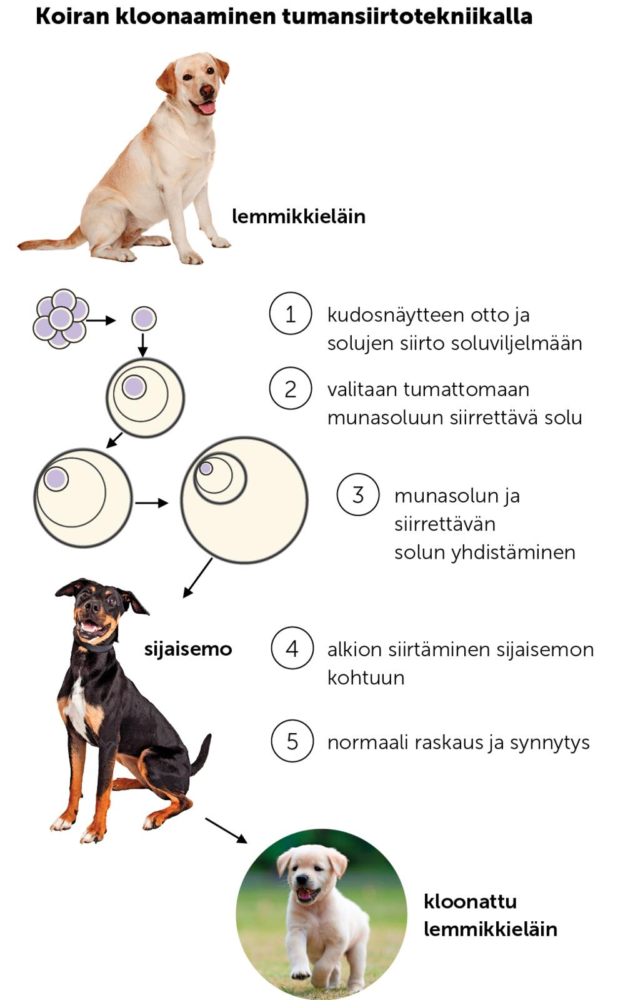 Koiran kloonaaminen tumansiirtotekniikalla
lemmikkieläin
1
kudosnäytteen otto ja
solujen siirto soluviljelmään
2
valitaan tumattomaan
munasoluun siirrettävä solu
3
munasolun ja
siirrettävän
solun yhdistäminen
sijaisemo
4
alkion siirtäminen sijaisemon
kohtuun
5
normaali raskaus ja synnytys
kloonattu
lemmikkieläin